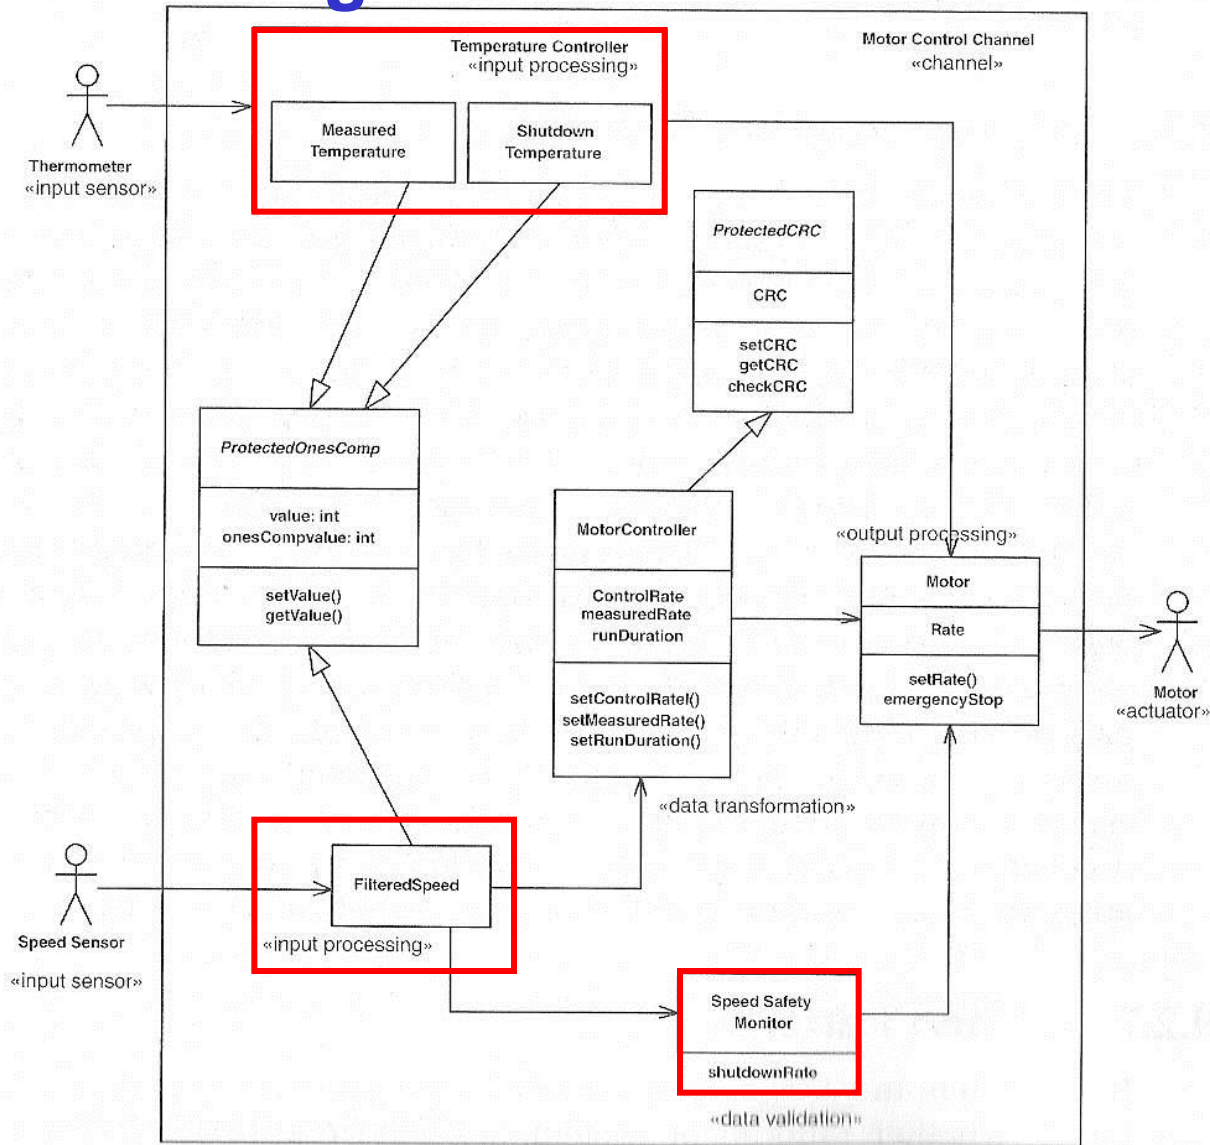 Temperature Controller
«input processing»
Motor Control Channel
«channel»
Measured
Temperature
Shutdown
Temperature
Thermometer
«input sensor»
ProtectedCRC
CRC
setCRC
getCRC
checkCRC
ProtectedOnesComp
value: int
onesCompvalue: int
setValue()
getValue()
MotorController
ControlRate
measuredRate
runDuration
setControlRatel()
setMeasuredRate()
setRunDuration()
«data transformation»
«output processing»
Motor
Rate
setRate()
emergencyStop
Motor
«actuator»
FilteredSpeed
«input processing»
Speed Sensor
«input sensor»
Speed Safety
Monitor
shutdownRate
«data validation»